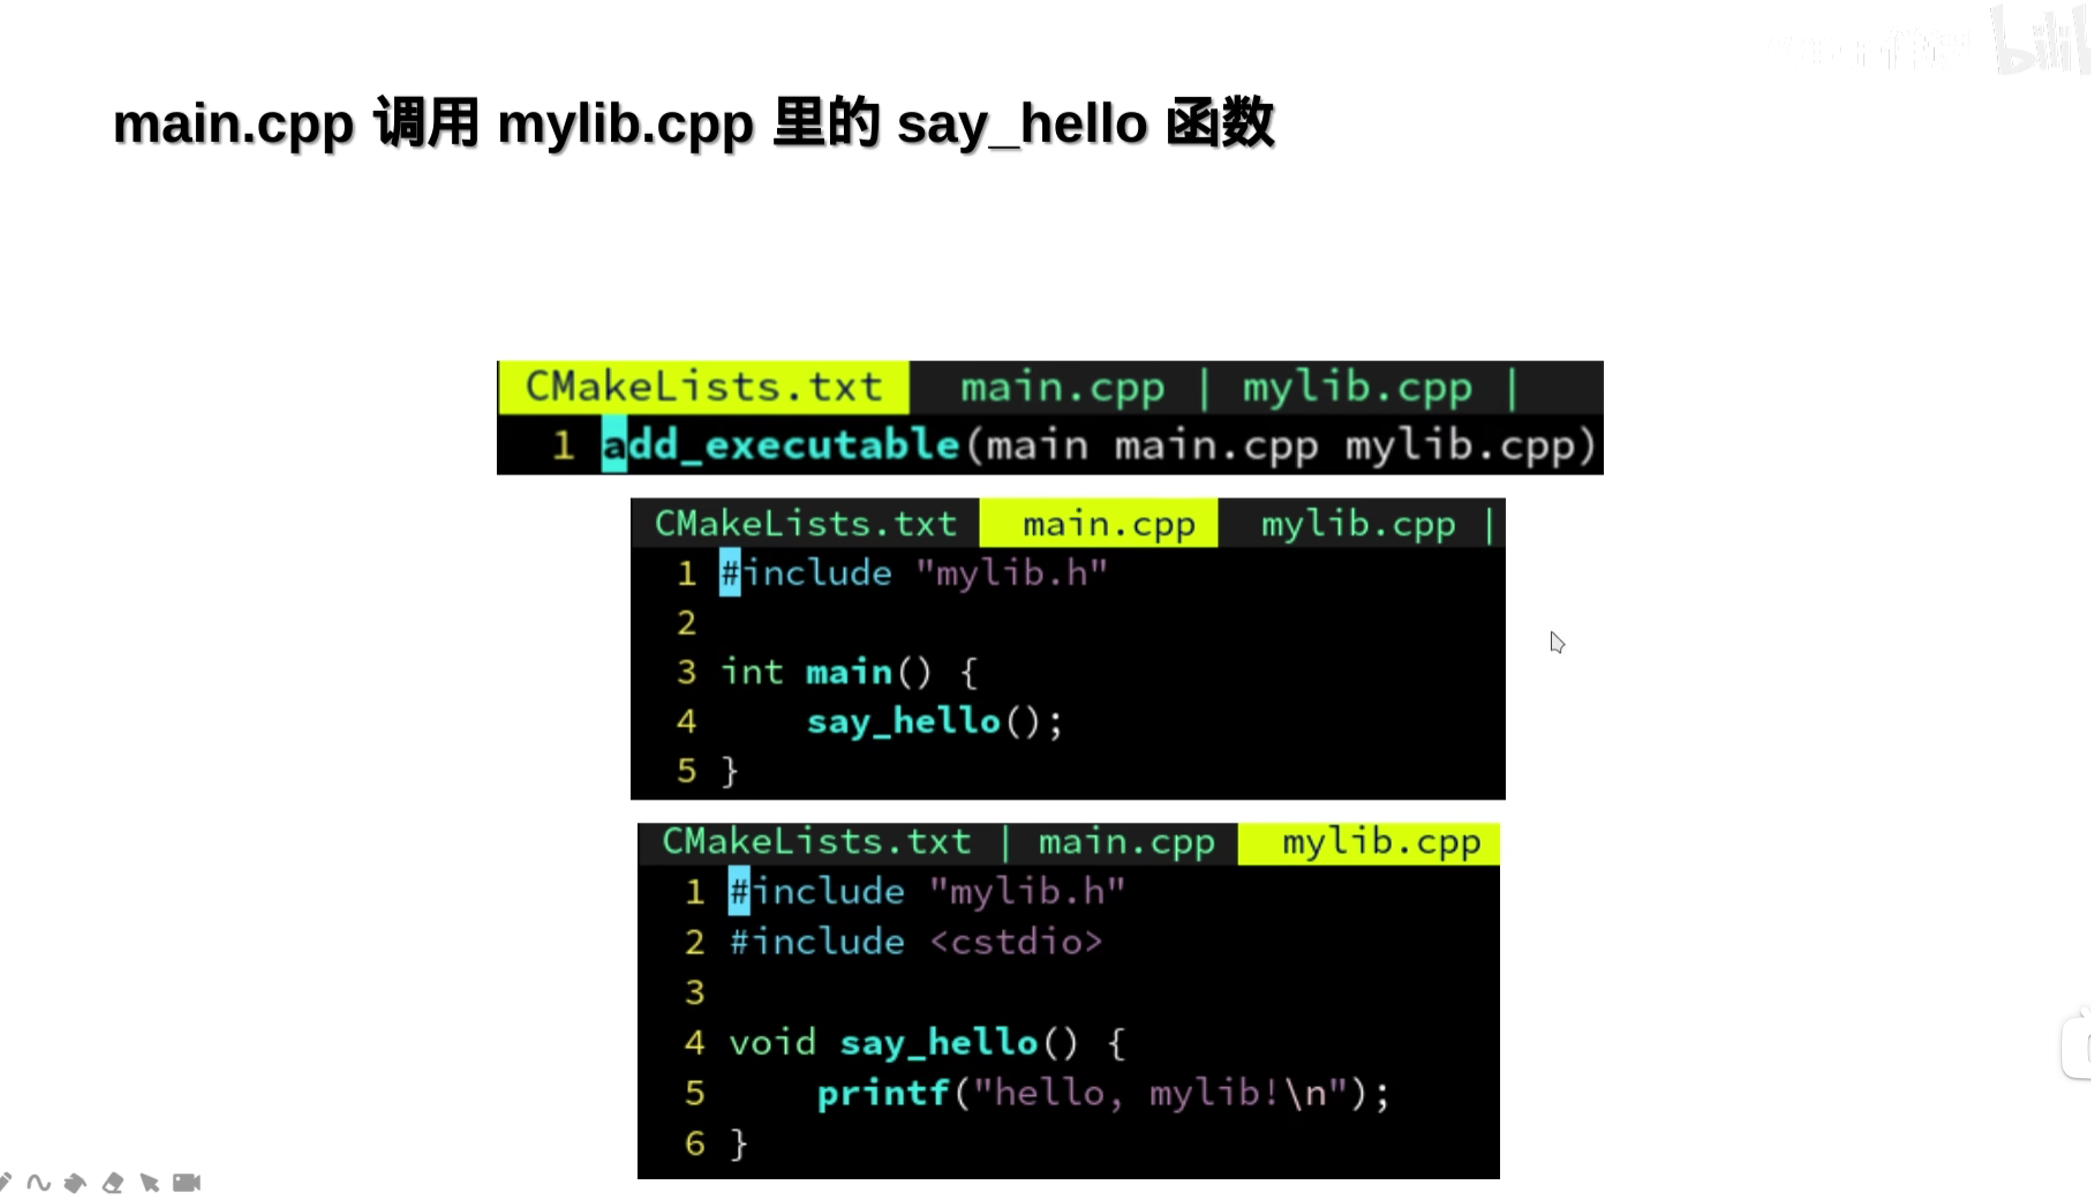 main.cpp 调用 mylib.cpp 里的 say_hello 函数
CMakeLists.txt main.cpp | mylib.cpp |
1 add_executable(main main.cpp mylib.cpp)
CMakeLists.txt main.cpp mylib.cpp |
1 #include "mylib.h"
2
3 int main() {
4 say_hello();
5 }
CMakeLists.txt | main.cpp mylib.cpp
1 #include "mylib.h"
2 #include <cstdio>
3
4 void say_hello() {
5 printf("hello, mylib!\n");
6 }